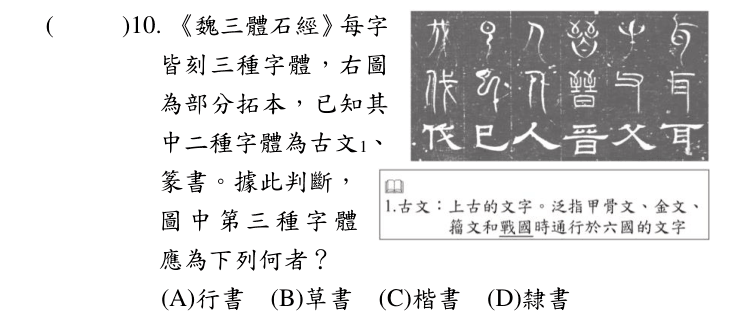 (　　)10. 《魏三體石經》每字
皆刻三種字體，右圖
為部分拓本，已知其
中二種字體為古文1、
篆書。據此判斷，
圖中第三種字體
應為下列何者？
(A)行書　(B)草書　(C)楷書　(D)隸書
伐 巳 人 晉 父 耳
1.古文：上古的文字。泛指甲骨文、金文、
籀文和戰國時通行於六國的文字